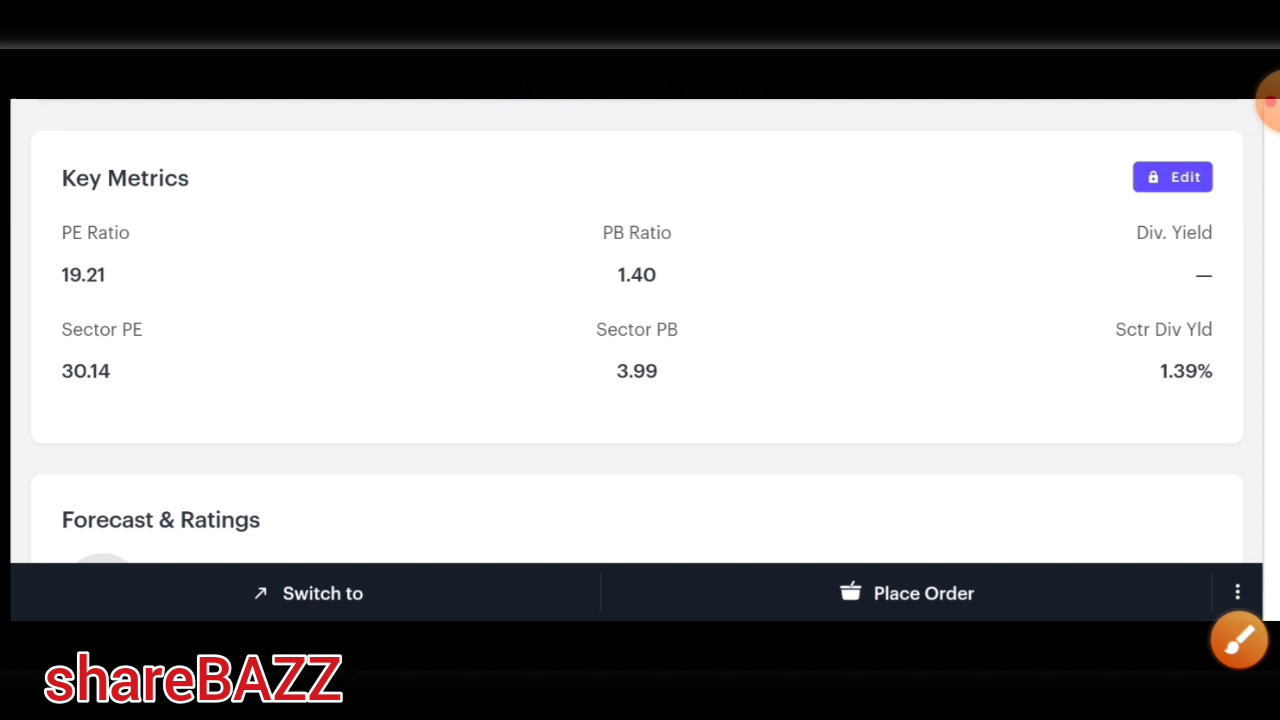 Key Metrics
Edit
PE Ratio PB Ratio Div. Yield
19.21 1.40 —
Sector PE Sector PB Sctr Div Yld
30.14 3.99 1.39%
Forecast & Ratings
Switch to Place Order
shareBAZZ